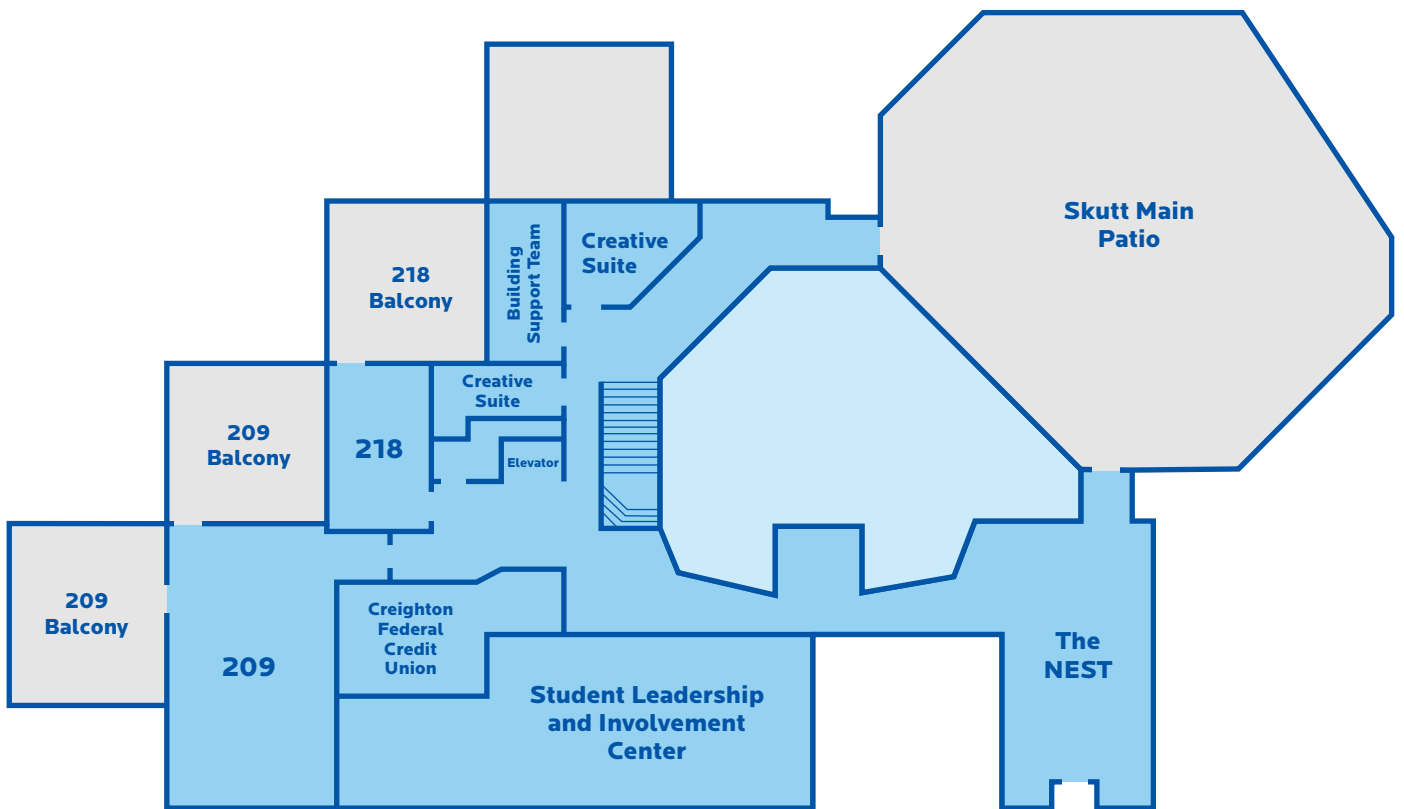 Skutt Main
Patio
Creative
Suite
Building
Support Team
218
Balcony
Creative
Suite
209
Balcony
218
Elevator
209
Balcony
209
Creighton
Federal
Credit
Union
The
NEST
Student Leadership
and Involvement
Center